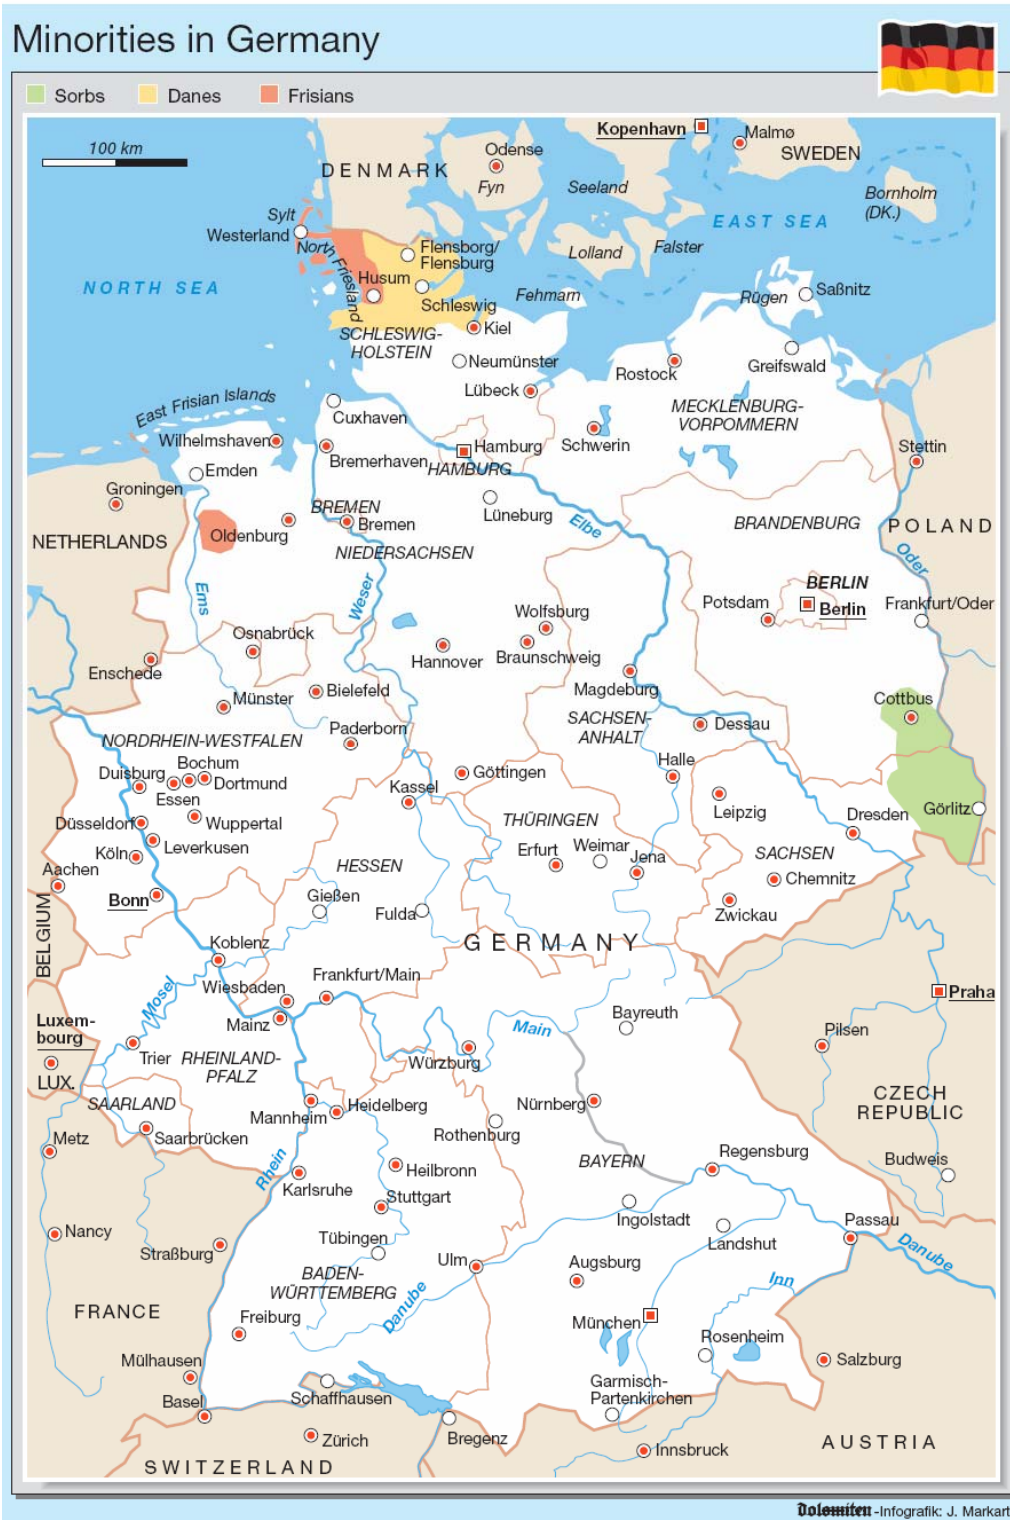 Minorities in Germany
Sorbs
Danes
Frisians
100 km
DENMARK
Odense
Fyn
Seeland
Kopenhavn
Malmø
SWEDEN
Bornholm
(DK.)
EAST SEA
Lolland
Falster
Fehmarn
Rügen
Saßnitz
Sylt
Westerland
North Friesland
Flensborg/
Flensburg
Husum
Schleswig
NORTH SEA
Kiel
SCHLESWIG-
HOLSTEIN
Neumünster
Lübeck
Rostock
Greifswald
East Frisian Islands
Cuxhaven
MECKLENBURG-
VORPOMMERN
Wilhelmshaven
Bremerhaven
Hamburg
HAMBURG
Schwerin
Stettin
Emden
Groningen
Lüneburg
Elbe
BREMEN
Bremen
Oldenburg
NETHERLANDS
NIEDERSACHSEN
BRANDENBURG
POLAND
Oder
Ems
Weser
BERLIN
Berlin
Potsdam
Frankfurt/Oder
Wolfsburg
Osnabrück
Hannover
Braunschweig
Enschede
Münster
Bielefeld
Magdeburg
Cottbus
SACHSEN-
ANHALT
Dessau
Paderborn
NORDRHEIN-WESTFALEN
Bochum
Duisburg
Dortmund
Essen
Göttingen
Halle
Kassel
Leipzig
Görlitz
Düsseldorf
Wuppertal
THÜRINGEN
Dresden
Leverkusen
Köln
Weimar
Erfurt
Jena
SACHSEN
Aachen
HESSEN
Chemnitz
Bonn
Gießen
Fulda
Zwickau
BELGIUM
Koblenz
GERMANY
Wiesbaden
Frankfurt/Main
Praha
Mosel
Mainz
Bayreuth
Luxem-
bourg
Main
Pilsen
Trier
RHEINLAND-
PFALZ
Würzburg
LUX.
CZECH
REPUBLIC
SAARLAND
Mannheim
Heidelberg
Nürnberg
Metz
Saarbrücken
Rothenburg
Regensburg
BAYERN
Budweis
Rhein
Heilbronn
Karlsruhe
Stuttgart
Ingolstadt
Passau
Nancy
Straßburg
Tübingen
Landshut
Danube
Ulm
Augsburg
Inn
BADEN-
WÜRTTEMBERG
Danube
FRANCE
Freiburg
München
Rosenheim
Mülhausen
Salzburg
Garmisch-
Partenkirchen
Basel
Schaffhausen
Bregenz
Zürich
Innsbruck
AUSTRIA
SWITZERLAND
Dolomiten-Infografik: J. Markart